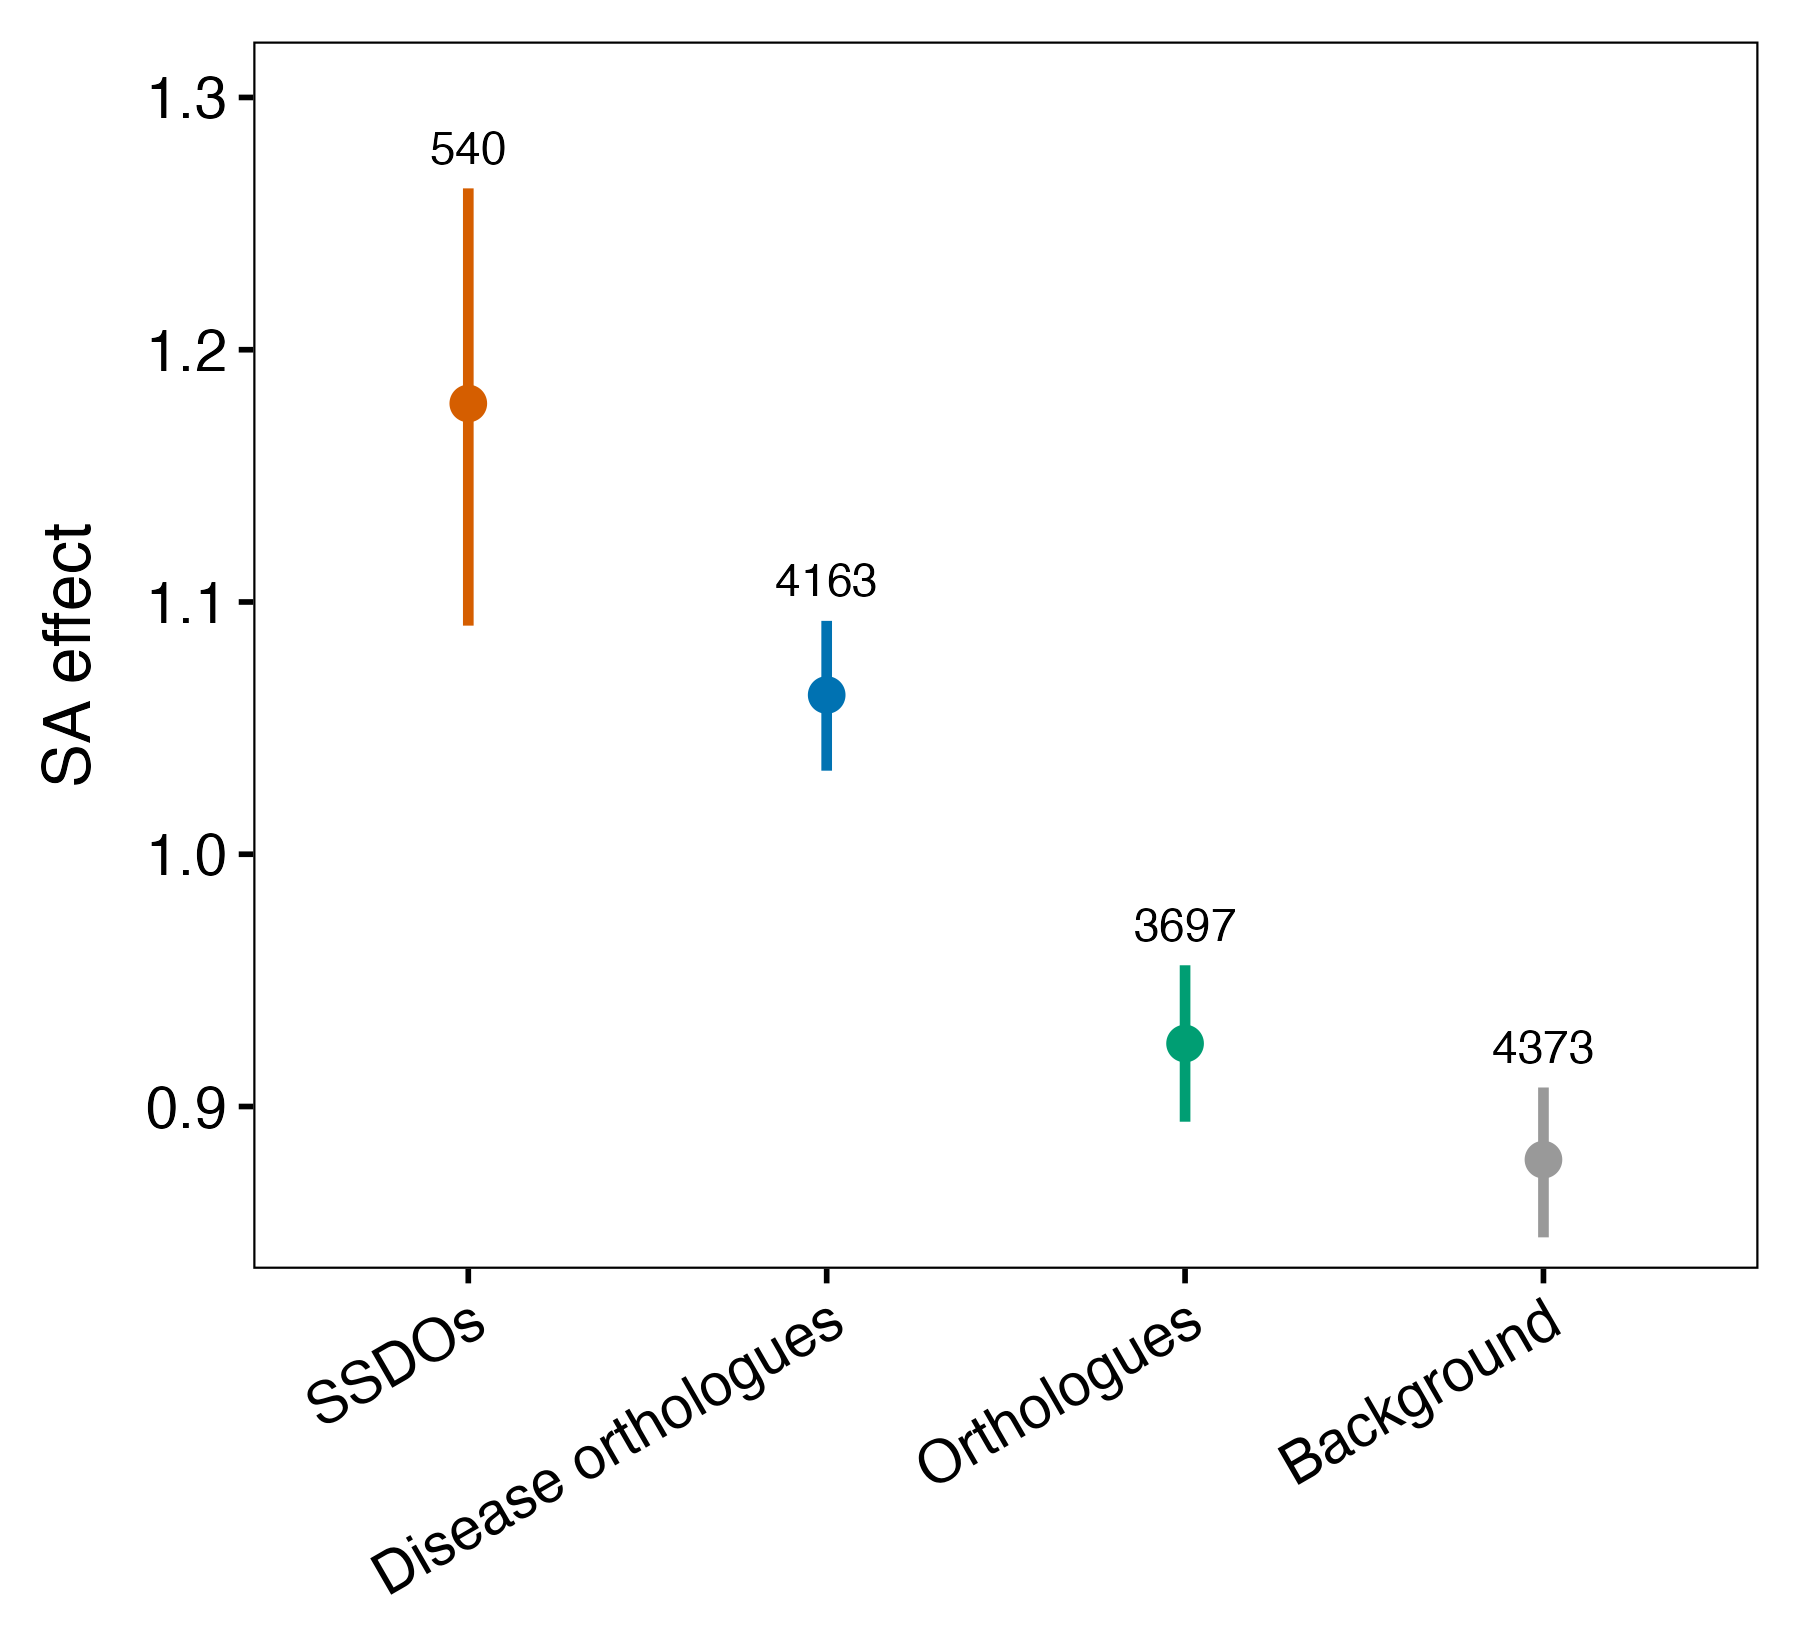 1.3
1.2
1.1
1.0
0.9
SA effect
540
4163
3697
4373
SSDOs
Disease orthologues
Orthologues
Background